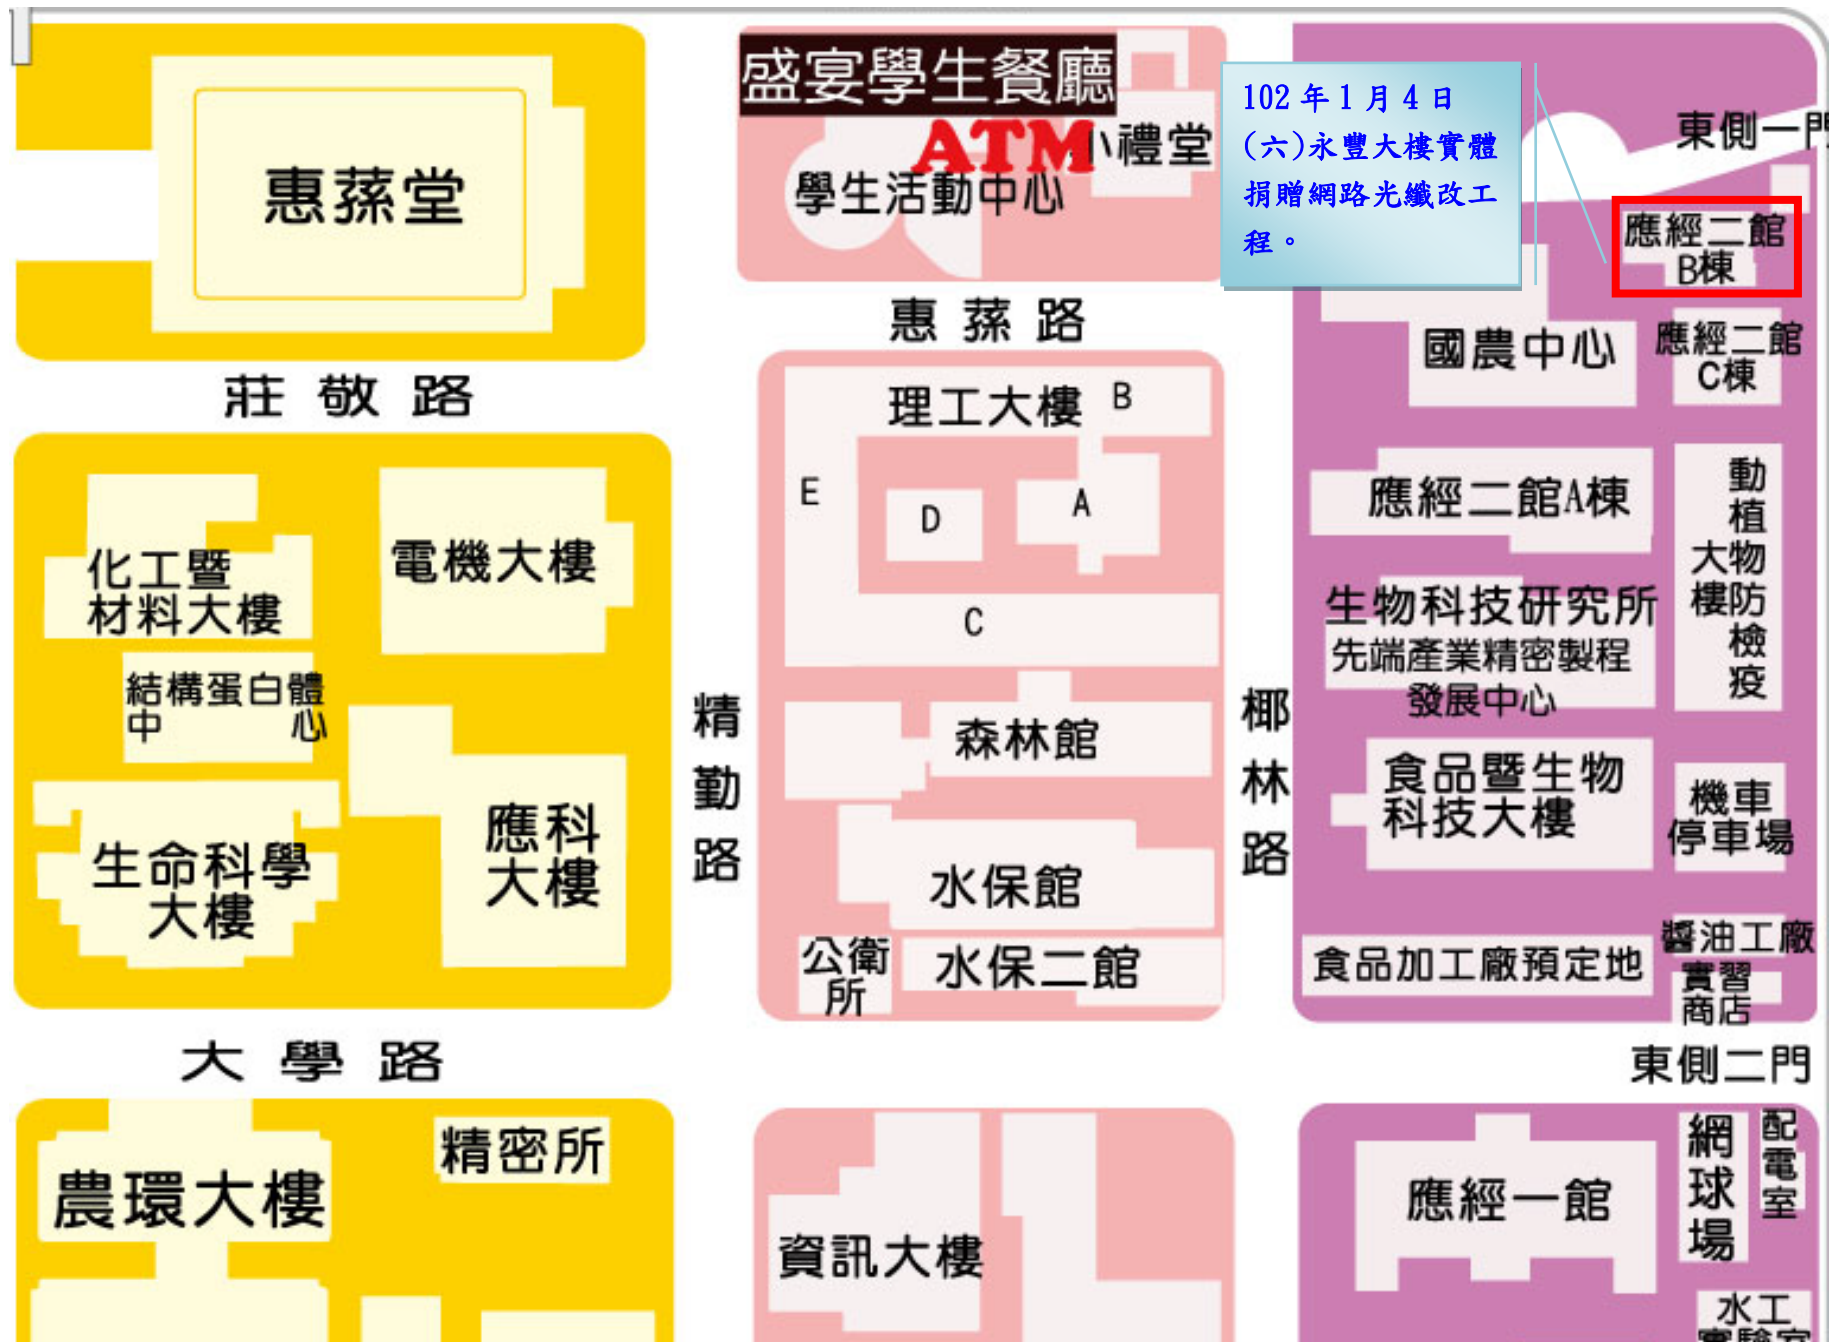 盛宴學生餐廳
ATM
小禮堂
學生活動中心
102年1月4日
(六)永豐大樓實體
捐贈網路光纖改工
程。
東側一門
惠蓀堂
應經二館
B棟
惠蓀路
國農中心
應經二館
C棟
莊敬路
理工大樓
B
E
D
A
C
應經二館A棟
動植物防檢疫
大樓
化工暨
材料大樓
電機大樓
生物科技研究所
先端產業精密製程
發展中心
結構蛋白體
中心
精勤路
森林館
椰林路
食品暨生物
科技大樓
機車
停車場
生命科學
大樓
應科
大樓
水保館
公衛
所
水保二館
食品加工廠預定地
醬油工廠
實習
商店
大學路
東側二門
農環大樓
精密所
資訊大樓
應經一館
網球場
配電室
水工
實驗室